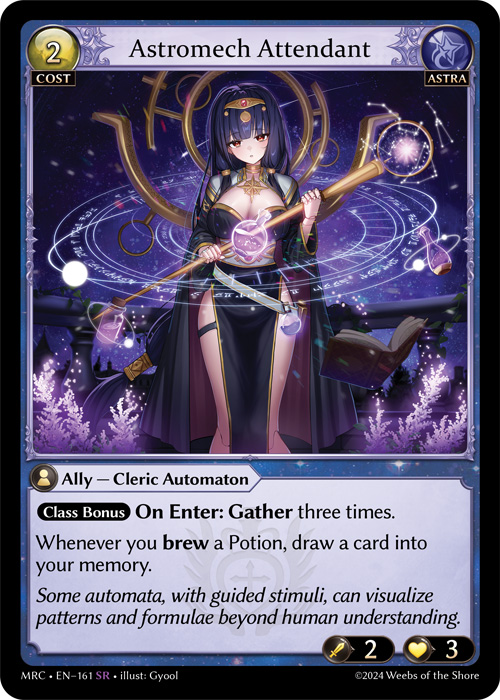 2
Astromech Attendant
COST
ASTRA
Ally — Cleric Automaton
Class Bonus On Enter: Gather three times.
Whenever you brew a Potion, draw a card into
your memory.
Some automata, with guided stimuli, can visualize
patterns and formulae beyond human understanding.
2
3
MRC • EN–161 SR • illust: Gyool
©2024 Weebs of the Shore